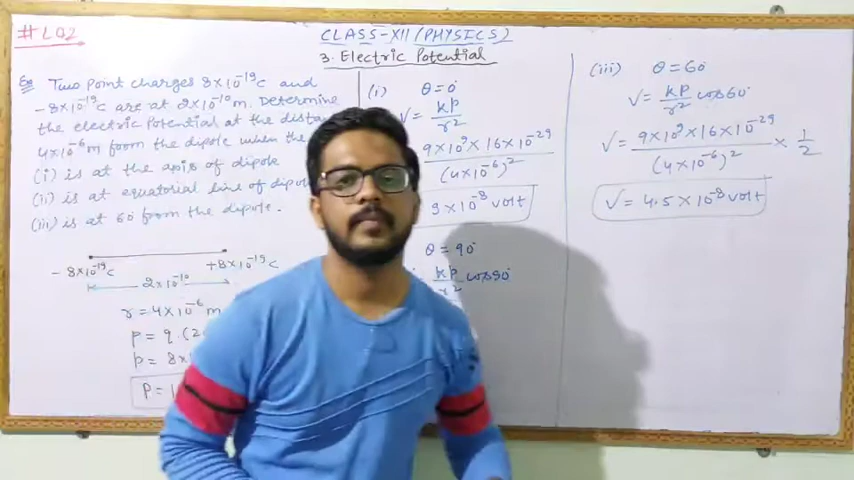 #L02
CLASS-XII (PHYSICS)
3. Electric Potential
Ex Two Point charges 8×10⁻¹⁹c and
-8×10⁻¹⁹c are at 2×10⁻¹⁰m. Determine
the electric Potential at the
4×10⁻⁶m from the dipole when the
(i) is at the axis of dipole
(ii) is at equatorial line of
(iii) is at 60° from the dipole.
-8×10⁻¹⁹c +8×10⁻¹⁹c
2×10⁻¹⁰
r = 4×10⁻⁶
p = q.(2
p = 8×
P =
(i) θ = 0°
V = kP/r²
9×10⁹×16×10⁻²⁹/(4×10⁻⁶)²
9×10⁻⁸ volt
θ = 90°
kP/r² cos90°
(iii) θ = 60°
V = kP/r² cos60°
V = 9×10⁹×16×10⁻²⁹/(4×10⁻⁶)² × 1/2
V = 4.5×10⁻⁸ volt